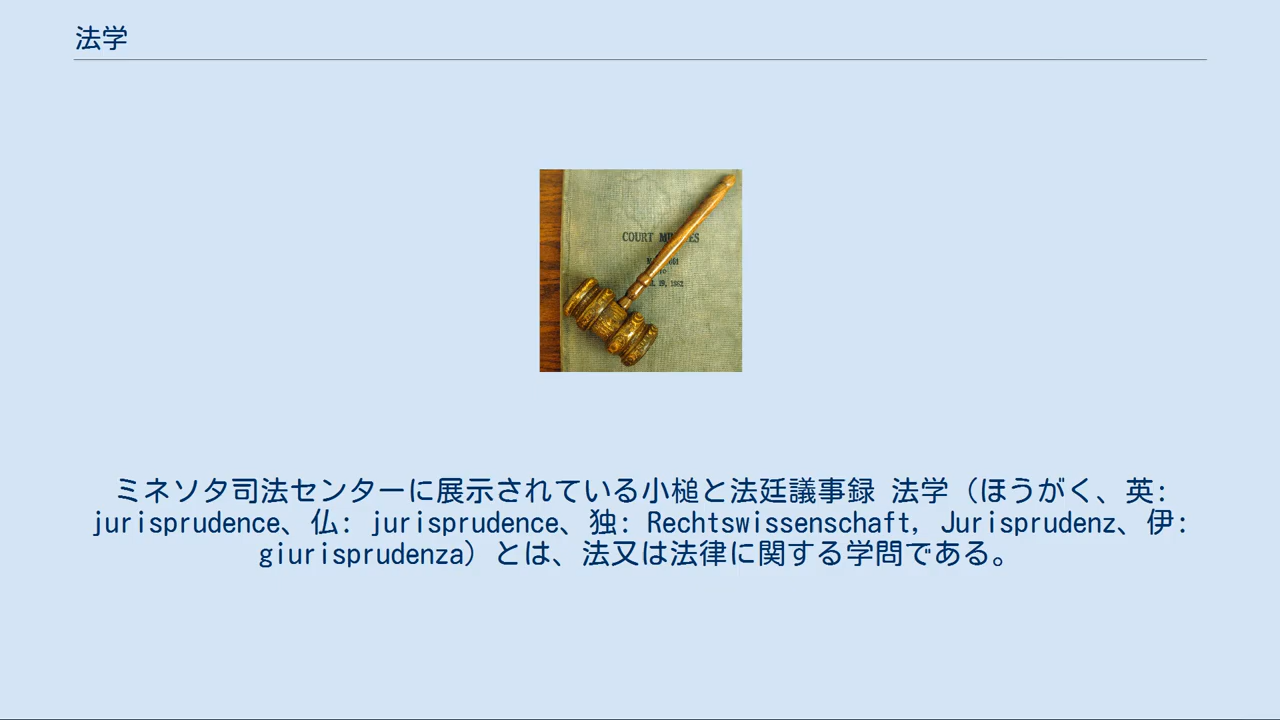 法学
COURT
ミネソタ司法センターに展示されている小槌と法廷議事録 法学（ほうがく、英:
jurisprudence、仏: jurisprudence、独: Rechtswissenschaft, Jurisprudenz、伊:
giurisprudenza）とは、法又は法律に関する学問である。